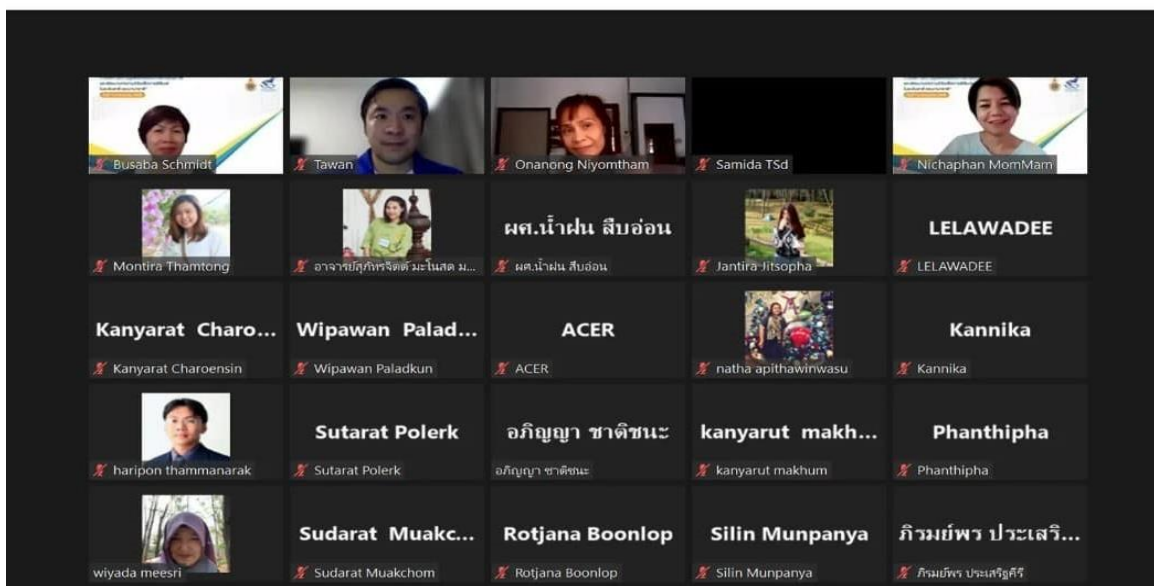 Busaba Schmidt
Tawan
Onanong Niyomtham
Samida TSd
Nichaphan MomMam
Montira Thamtong
อาจารย์สุภัทรจิตต์ มะโนสด ม...
ผศ.น้ำฝน สืบอ่อน
ผศ.น้ำฝน สืบอ่อน
Jantira Jitsopha
LELAWADEE
LELAWADEE
Kanyarat Charo...
Kanyarat Charoensin
Wipawan Palad...
Wipawan Paladkun
ACER
ACER
natha apithawinwasu
Kannika
Kannika
haripon thammanarak
Sutarat Polerk
Sutarat Polerk
อภิญญา ชาติชนะ
อภิญญา ชาติชนะ
kanyarut makh...
kanyarut makhum
Phanthipha
Phanthipha
wiyada meesri
Sudarat Muakc...
Sudarat Muakchom
Rotjana Boonlop
Rotjana Boonlop
Silin Munpanya
Silin Munpanya
ภิรมย์พร ประเสริ...
ภิรมย์พร ประเสริฐศีรี